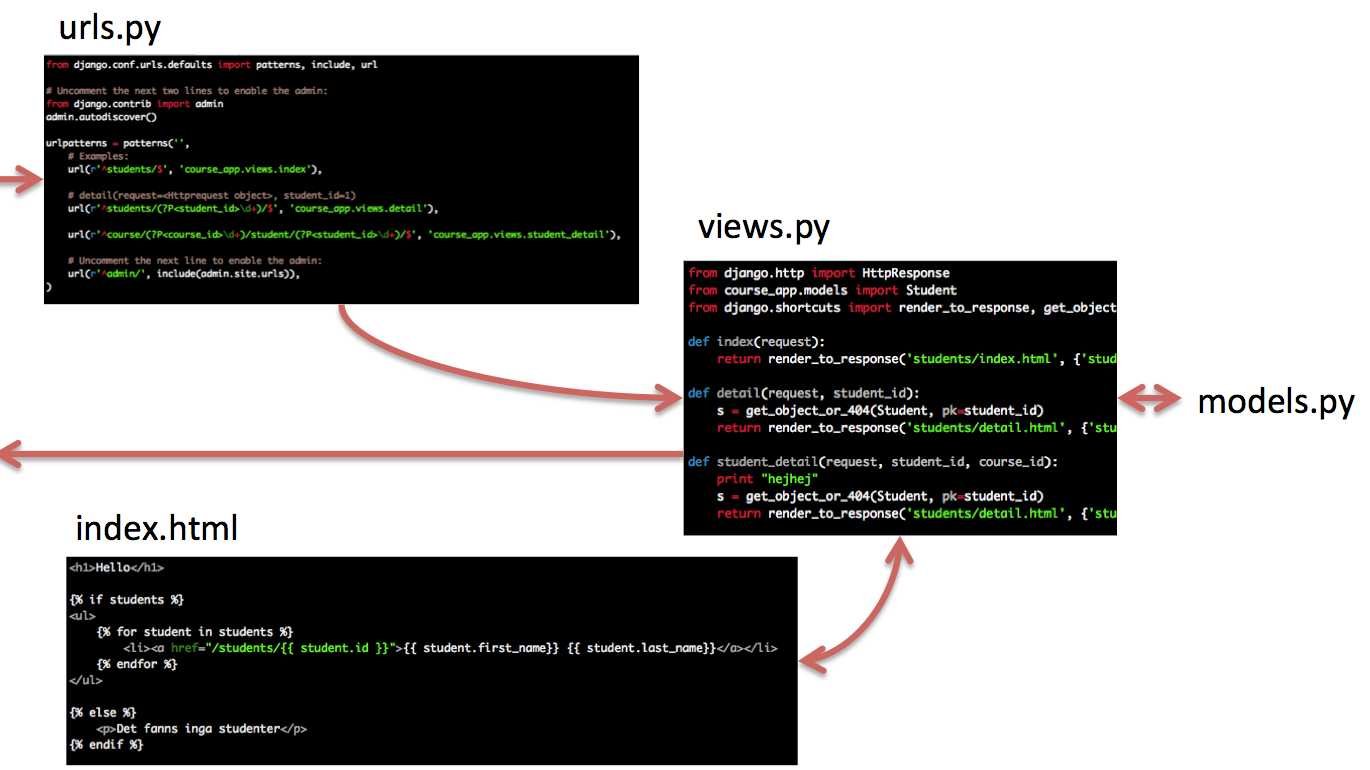 urls.py
from django.conf.urls.defaults import patterns, include, url
# Uncomment the next two lines to enable the admin:
from django.contrib import admin
admin.autodiscover()
urlpatterns = patterns('',
    # Examples:
    url(r'^students/$', 'course_app.views.index'),
    # detail(request=<Httprequest object>, student_id=1)
    url(r'^students/(?P<student_id>\d+)/$', 'course_app.views.detail'),
    url(r'^course/(?P<course_id>\d+)/student/(?P<student_id>\d+)/$', 'course_app.views.student_detail'),
    # Uncomment the next line to enable the admin:
    url(r'^admin/', include(admin.site.urls)),
)
views.py
from django.http import HttpResponse
from course_app.models import Student
from django.shortcuts import render_to_response, get_object
def index(request):
    return render_to_response('students/index.html', {'stud
def detail(request, student_id):
    s = get_object_or_404(Student, pk=student_id)
    return render_to_response('students/detail.html', {'stu
def student_detail(request, student_id, course_id):
    print "hejhej"
    s = get_object_or_404(Student, pk=student_id)
    return render_to_response('students/detail.html', {'stu
models.py
index.html
<h1>Hello</h1>
{% if students %}
<ul>
    {% for student in students %}
        <li><a href="/students/{{ student.id }}">{{ student.first_name}} {{ student.last_name}}</a></li>
    {% endfor %}
</ul>
{% else %}
    <p>Det fanns inga studenter</p>
{% endif %}